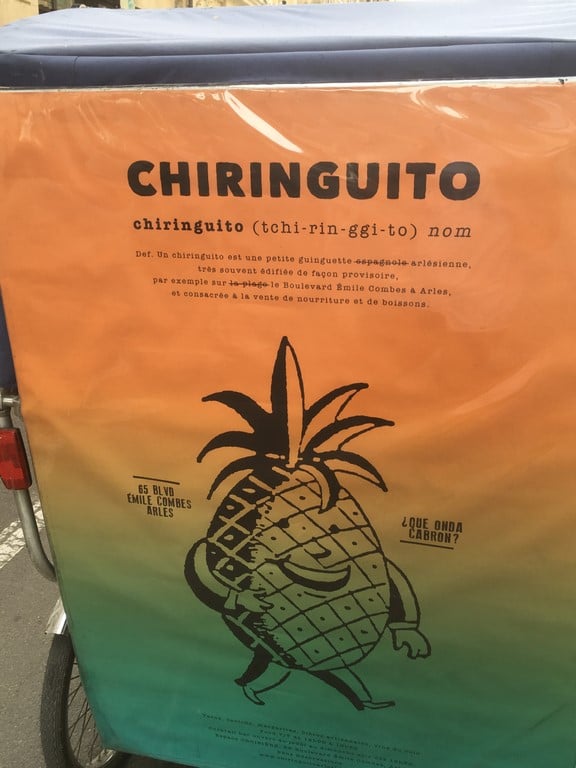 CHIRINGUITO
chiringuito (tchi-rin-ggi-to) nom
Def. Un chiringuito est une petite guinguette espagnole arlésienne,
très souvent édifiée de façon provisoire,
par exemple sur la plage le Boulevard Émile Combes à Arles,
et consacrée à la vente de nourriture et de boissons.
65 BLVD
ÉMILE COMBES
ARLES
¿QUE ONDA
CABRON?